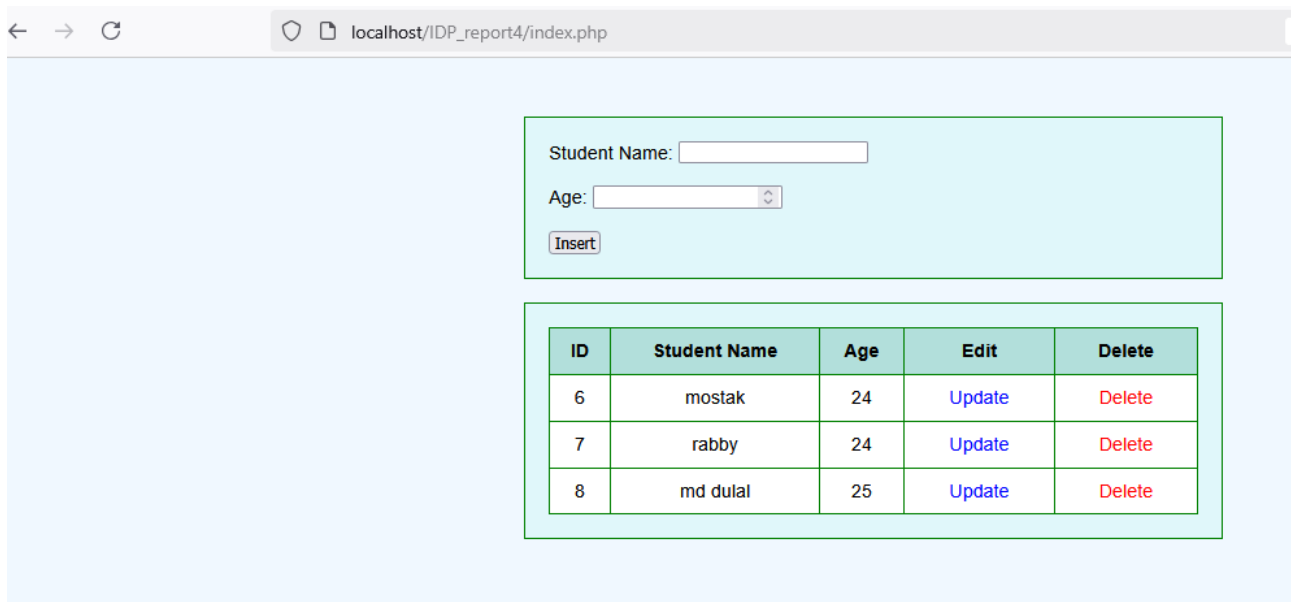 localhost/IDP_report4/index.php
Student Name:
Age:
Insert
ID Student Name Age Edit Delete
6 mostak 24 Update Delete
7 rabby 24 Update Delete
8 md dulal 25 Update Delete